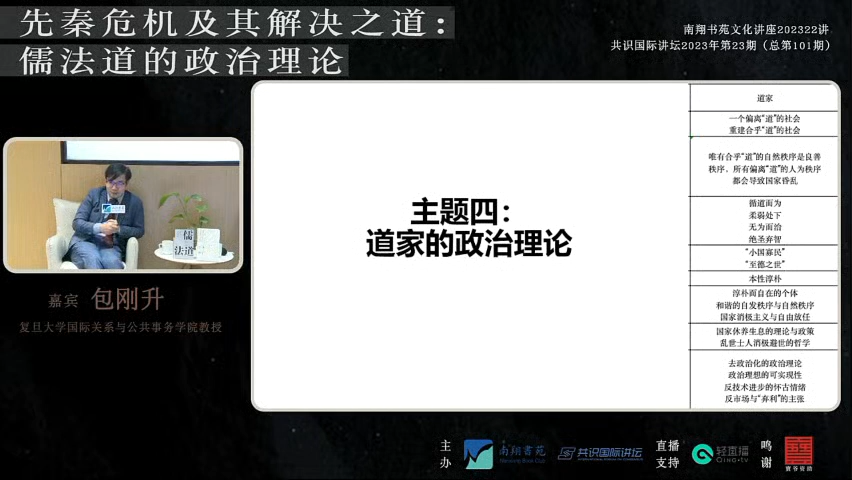 先秦危机及其解决之道：
儒法道的政治理论
南翔书苑文化讲座202322讲
共识国际讲坛2023年第23期（总第101期）
儒
法道
嘉宾 包刚升
复旦大学国际关系与公共事务学院教授
主题四：
道家的政治理论
道家
一个偏离“道”的社会
重建合乎“道”的社会
唯有合乎“道”的自然秩序是良善
秩序，所有偏离“道”的人为秩序
都会导致国家昏乱
循道而为
柔弱处下
无为而治
绝圣弃智
“小国寡民”
“至德之世”
本性淳朴
淳朴而自在的个体
和谐的自发秩序与自然秩序
国家消极主义与自由放任
国家休养生息的理论与政策
乱世士人消极避世的哲学
去政治化的政治理论
政治理想的可实现性
反技术进步的怀古情绪
反市场与“弃利”的主张
主办
南翔書苑
共识国际讲坛
直播支持
轻直播
Qing·tv
鸣谢